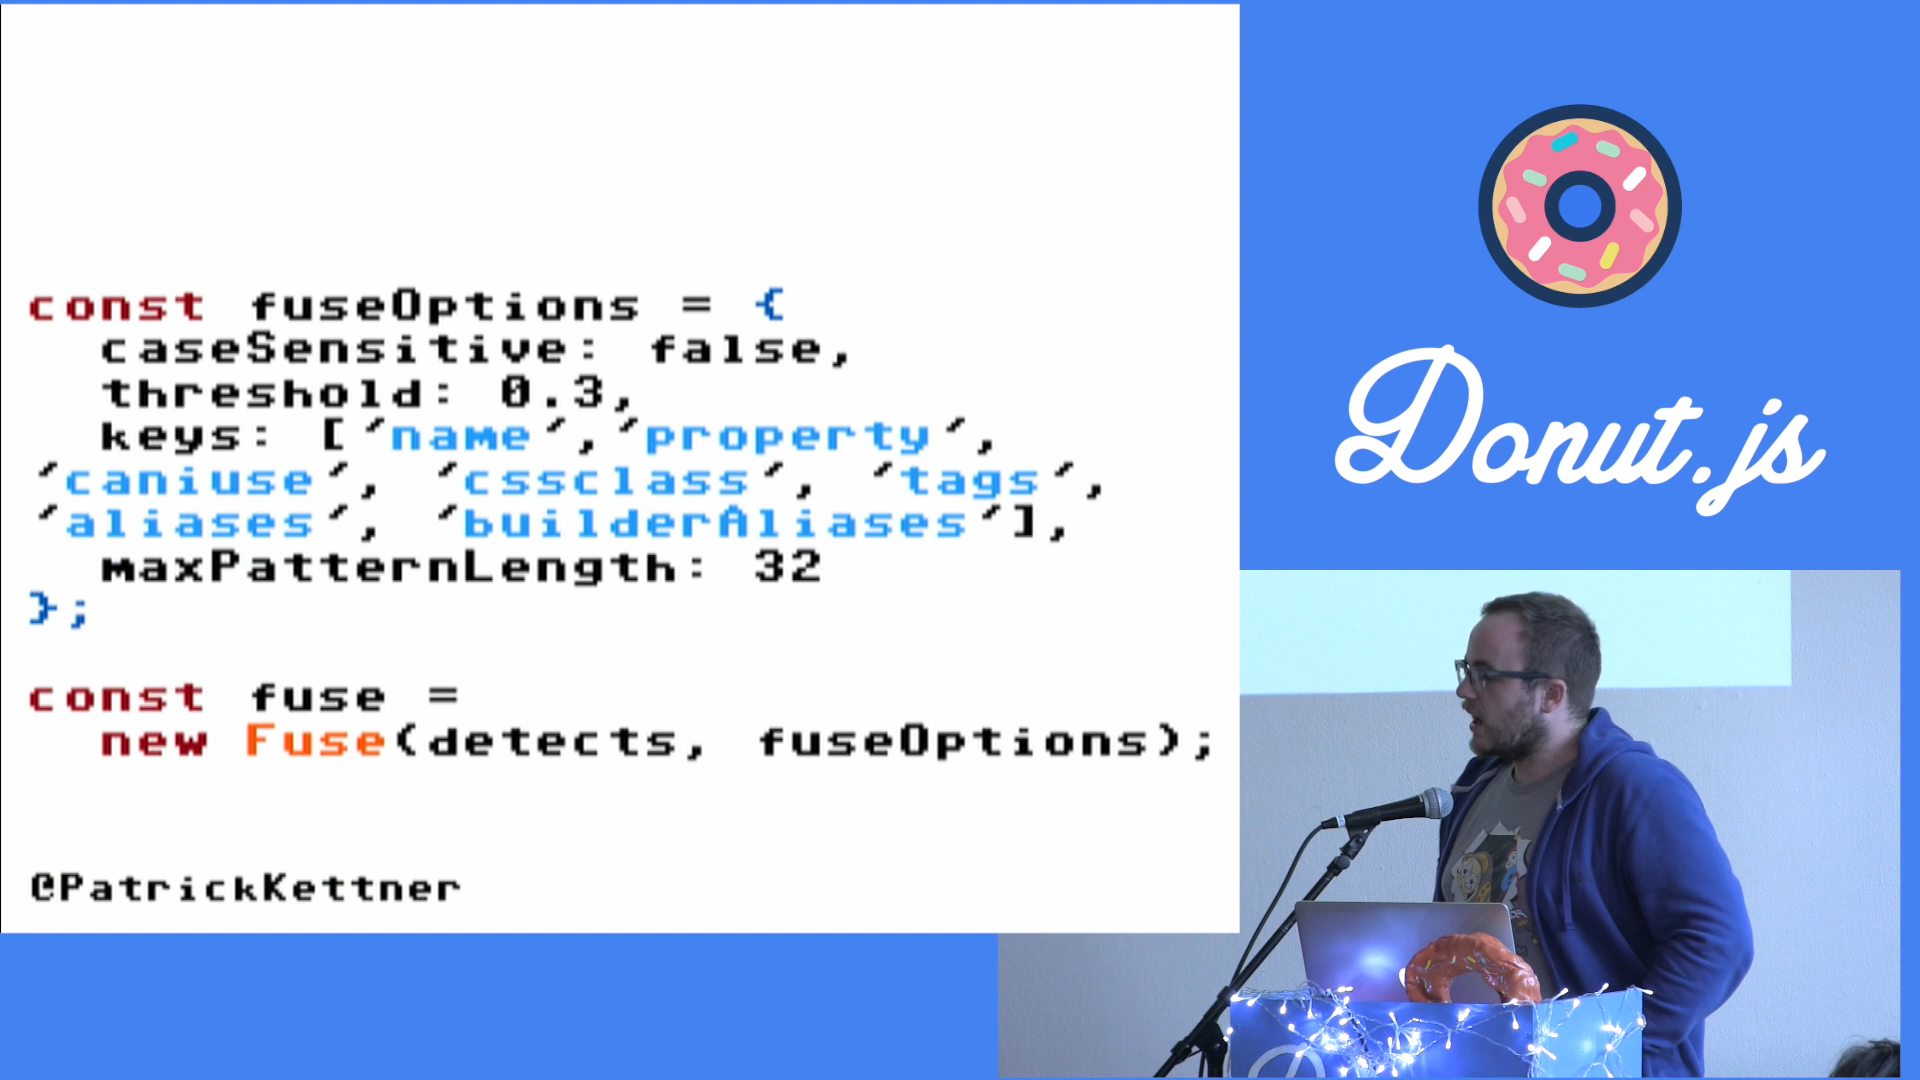 const fuseOptions = {
caseSensitive: false,
threshold: 0.3,
keys: ['name','property',
'caniuse', 'cssclass', 'tags',
'aliases', 'builderAliases'],
maxPatternLength: 32
};
const fuse =
new Fuse(detects, fuseOptions);
@PatrickKettner
Donut.js
D